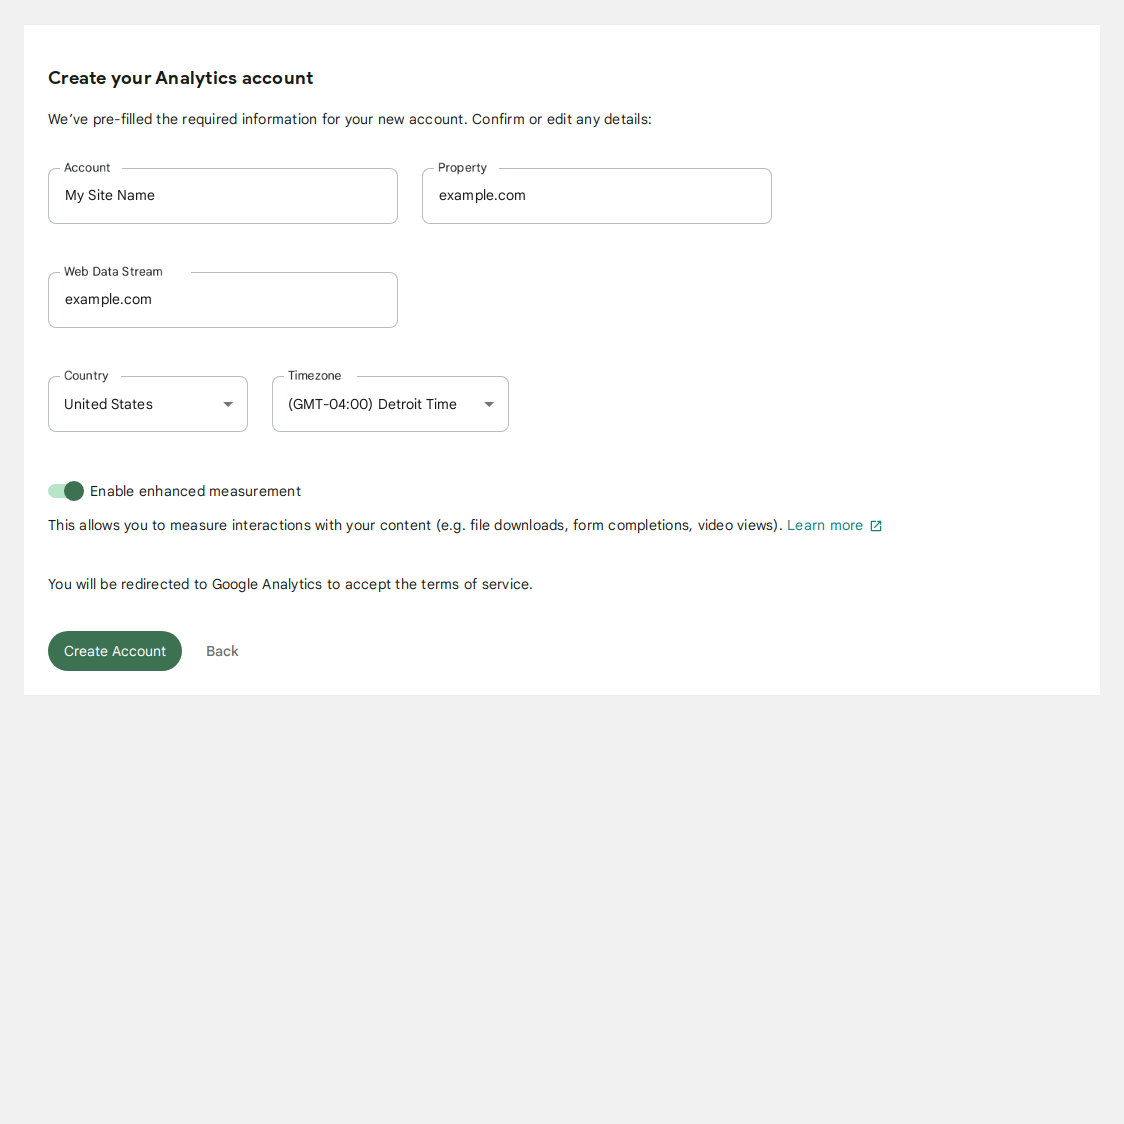 Create your Analytics account
We’ve pre-filled the required information for your new account. Confirm or edit any details:
Account
My Site Name
Property
example.com
Web Data Stream
example.com
Country
United States
Timezone
(GMT-04:00) Detroit Time
Enable enhanced measurement
This allows you to measure interactions with your content (e.g. file downloads, form completions, video views). Learn more
You will be redirected to Google Analytics to accept the terms of service.
Create Account
Back